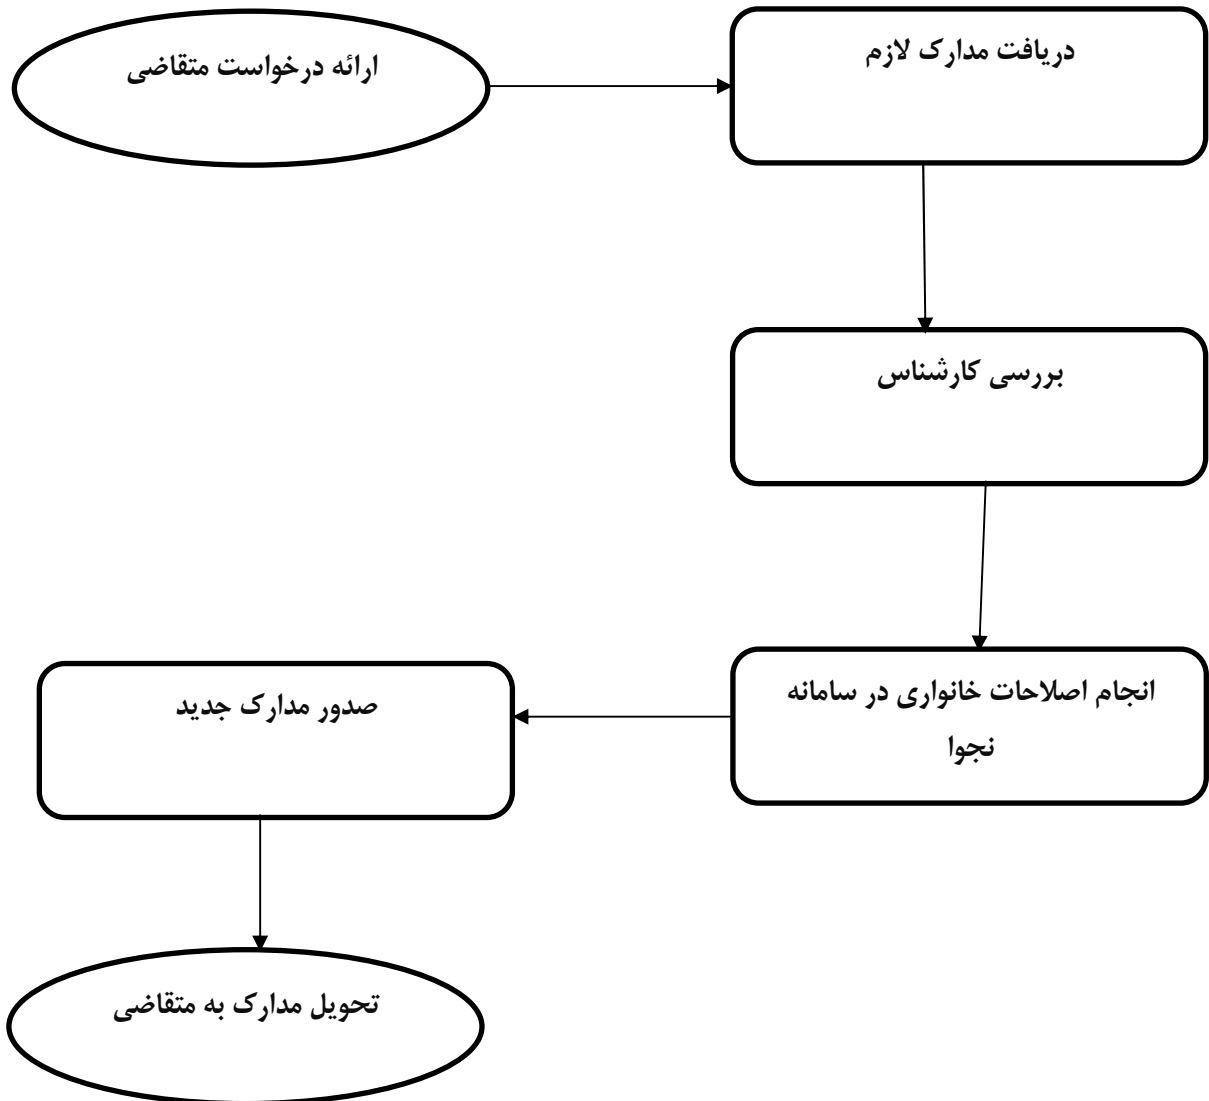 ارائه درخواست متقاضی
دریافت مدارک لازم
بررسی کارشناس
انجام اصلاحات خانواری در سامانه
نجوا
صدور مدارک جدید
تحویل مدارک به متقاضی